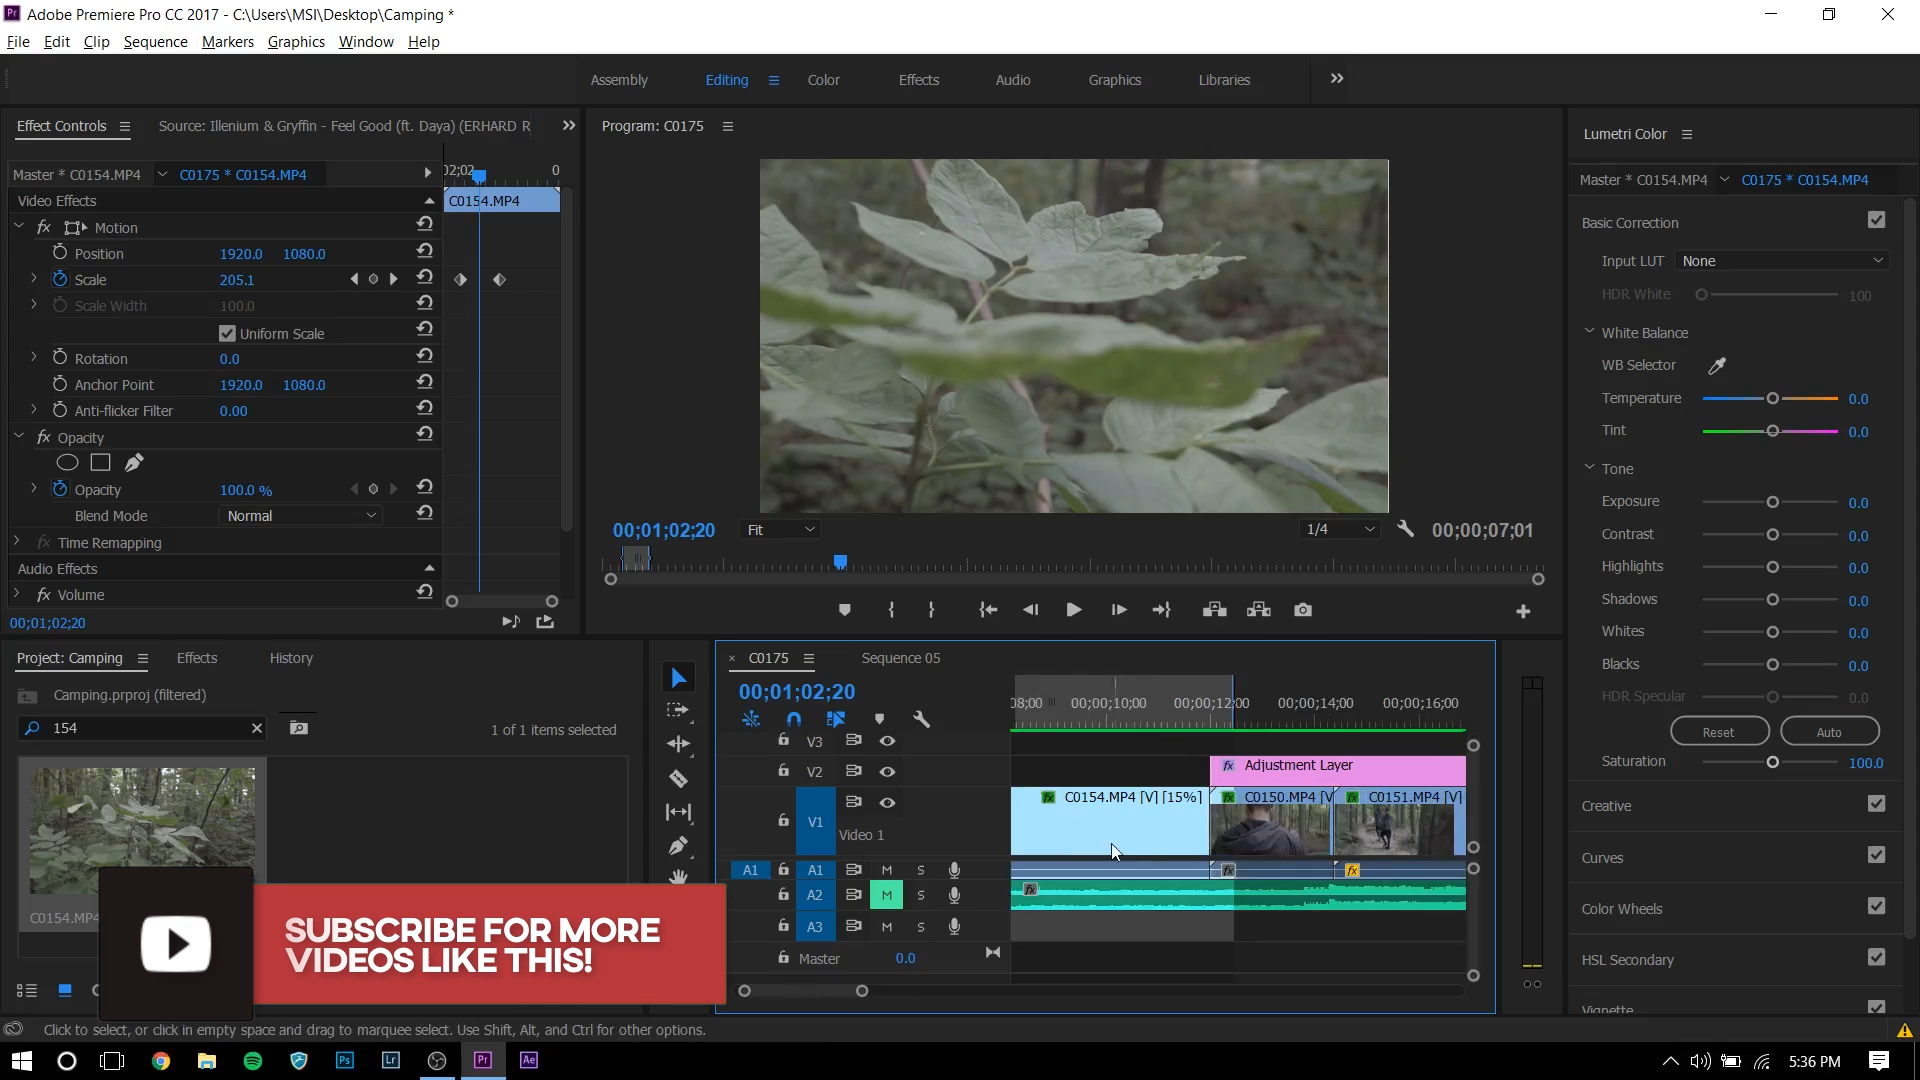 Adobe Premiere Pro CC 2017 - C:\Users\MSI\Desktop\Camping *
File Edit Clip Sequence Markers Graphics Window Help
Assembly Editing Color Effects Audio Graphics Libraries
Effect Controls Source: Illenium & Gryffin - Feel Good (ft. Daya) (ERHARD R
Program: C0175
Lumetri Color
Master * C0154.MP4 C0175 * C0154.MP4
0
Video Effects
C0154.MP4
Motion
Position 1920.0 1080.0
Scale 205.1
Scale Width 100.0
Uniform Scale
Rotation 0.0
Anchor Point 1920.0 1080.0
Anti-flicker Filter 0.00
Opacity
Opacity 100.0 %
Blend Mode Normal
Time Remapping
Audio Effects
Volume
00;01;02;20
00;01;02;20 Fit 1/4 00;00;07;01
Master * C0154.MP4 C0175 * C0154.MP4
Basic Correction
Input LUT None
HDR White 100
White Balance
WB Selector
Temperature 0.0
Tint 0.0
Tone
Exposure 0.0
Contrast 0.0
Highlights 0.0
Shadows 0.0
Whites 0.0
Blacks 0.0
HDR Specular 0.0
Reset Auto
Saturation 100.0
Creative
Curves
Color Wheels
HSL Secondary
Vignette
Project: Camping Effects History
Camping.prproj (filtered)
154
1 of 1 items selected
C0154.MP4
C0175 Sequence 05
00;01;02;20
08;00 00;00;10;00 00;00;12;00 00;00;14;00 00;00;16;00
V3
V2 Adjustment Layer
C0154.MP4 [V] [15%] C0150.MP4 [V C0151.MP4 [V]
V1
Video 1
A1 A1 M S
A2 M S
A3 M S
Master 0.0
SUBSCRIBE FOR MORE
VIDEOS LIKE THIS!
Click to select, or click in empty space and drag to marquee select. Use Shift, Alt, and Ctrl for other options.
Ps Lr Pr Ae
5:36 PM